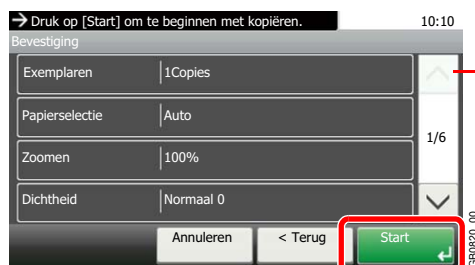 Druk op [Start] om te beginnen met kopiëren. 10:10
Bevestiging
Exemplaren 1Copies
Papierselectie Auto
1/6
Zoomen 100%
Dichtheid Normaal 0
Annuleren < Terug Start